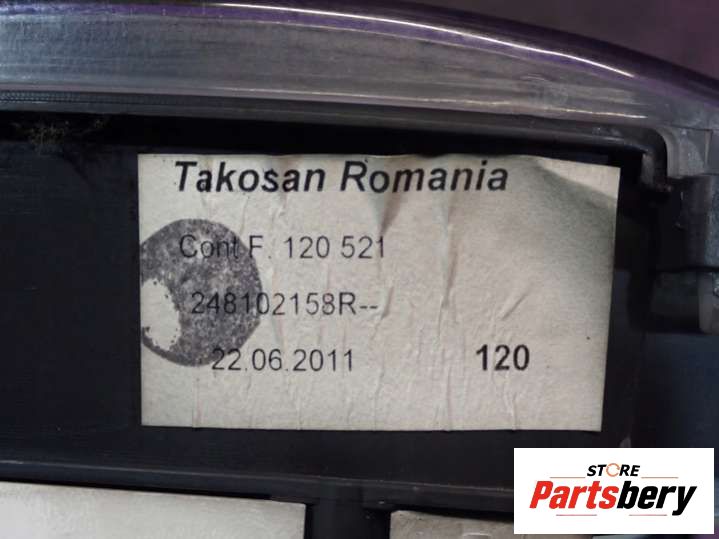 Takosan Romania
Cont F. 120 521
248102158R--
22.06.2011 120
STORE
Partsbery